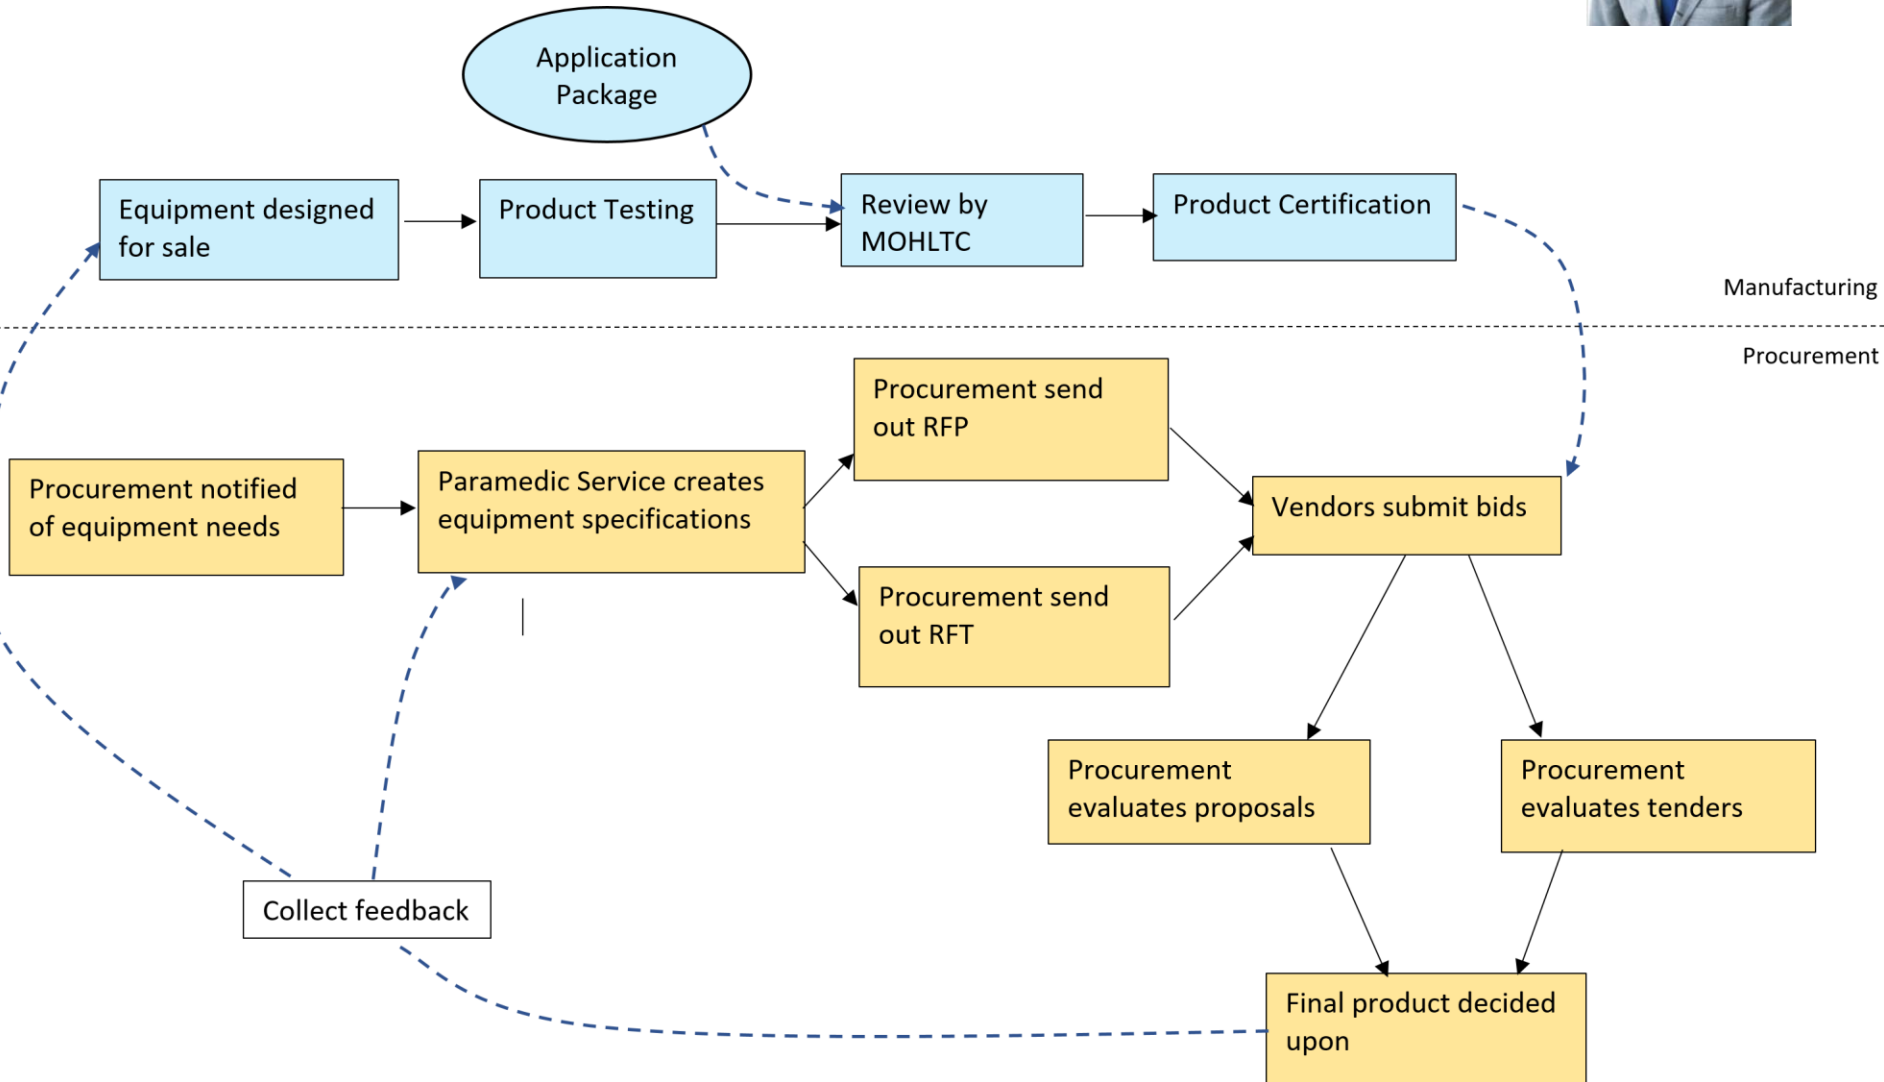 Application
Package
Equipment designed
for sale
Product Testing
Review by
MOHLTC
Product Certification
Manufacturing
Procurement
Procurement send
out RFP
Procurement notified
of equipment needs
Paramedic Service creates
equipment specifications
Vendors submit bids
Procurement send
out RFT
Procurement
evaluates proposals
Procurement
evaluates tenders
Collect feedback
Final product decided
upon